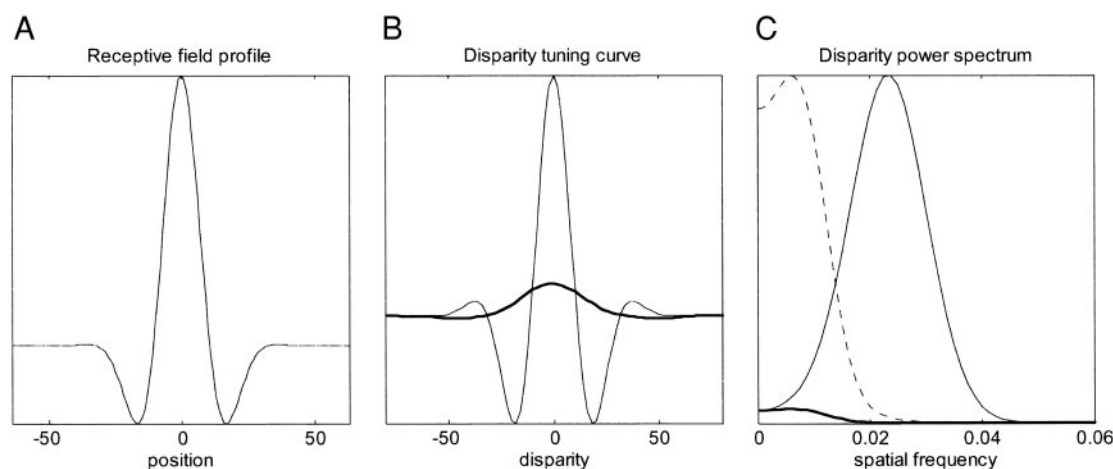 A
B
C
Receptive field profile
Disparity tuning curve
Disparity power spectrum
-50 0 50
-50 0 50
0 0.02 0.04 0.06
position
disparity
spatial frequency